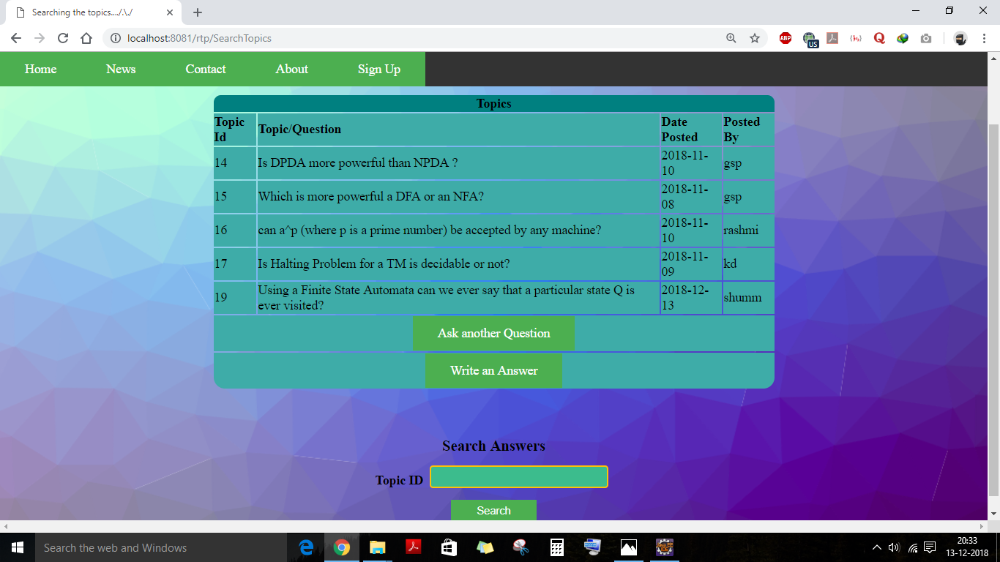 Searching the topics..../.\./
localhost:8081/rtp/SearchTopics
ABP
US
Home News Contact About Sign Up
Topics
Topic Id Topic/Question Date Posted Posted By
14 Is DPDA more powerful than NPDA ? 2018-11-10 gsp
15 Which is more powerful a DFA or an NFA? 2018-11-08 gsp
16 can a^p (where p is a prime number) be accepted by any machine? 2018-11-10 rashmi
17 Is Halting Problem for a TM is decidable or not? 2018-11-09 kd
19 Using a Finite State Automata can we ever say that a particular state Q is ever visited? 2018-12-13 shumm
Ask another Question
Write an Answer
Search Answers
Topic ID
Search
Search the web and Windows
20:33
13-12-2018